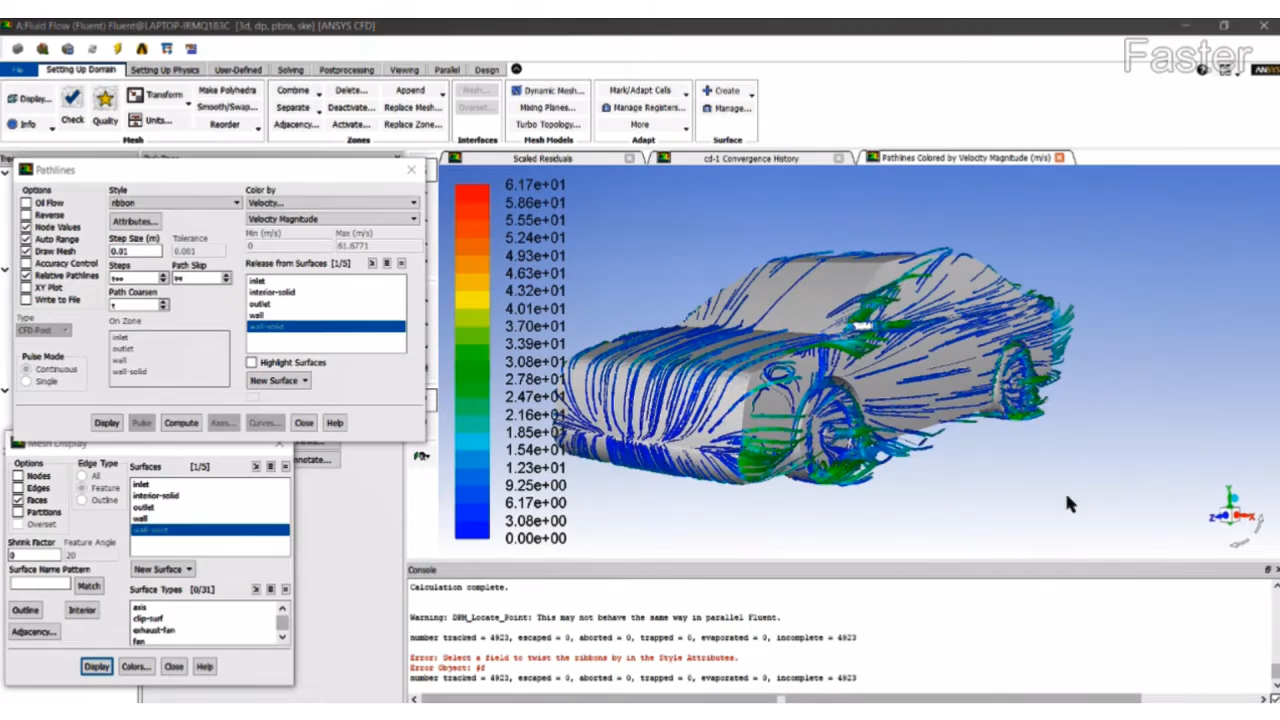 A:Fluid Flow (Fluent) Fluent@LAPTOP-IRMQ183C [3d, dp, pbns, ske] [ANSYS CFD]
Faster
File Setting Up Domain Setting Up Physics User-Defined Solving Postprocessing Viewing Parallel Design
Display... Transform Make Polyhedra Combine Delete... Append Mesh... Dynamic Mesh... Mark/Adapt Cells Create
Smooth/Swap... Separate Deactivate... Replace Mesh... Overset... Mixing Planes... Manage Registers... Manage...
Info Check Quality Units... Reorder Adjacency... Activate... Replace Zone... Turbo Topology... More
Mesh Zones Interfaces Mesh Models Adapt Surface
Scaled Residuals cd-1 Convergence History Pathlines Colored by Velocity Magnitude (m/s)
Pathlines
Options
Oil Flow
Reverse
Node Values
Auto Range
Draw Mesh
Accuracy Control
Relative Pathlines
XY Plot
Write to File
Type
CFD-Post
Pulse Mode
Continuous
Single
Style
ribbon
Attributes...
Step Size (m) Tolerance
0.01 0.001
Steps Path Skip
Path Coarsen
On Zone
inlet
outlet
wall
wall-solid
Color by
Velocity...
Velocity Magnitude
Min (m/s) Max (m/s)
0 61.6771
Release from Surfaces [1/5]
inlet
interior-solid
outlet
wall
wall-solid
Highlight Surfaces
New Surface
Display Pulse Compute Axes... Curves... Close Help
Mesh Display
Options
Nodes
Edges
Faces
Partitions
Overset
Edge Type
All
Feature
Outline
Shrink Factor Feature Angle
0 20
Surface Name Pattern
Match
Outline Interior
Adjacency...
Surfaces [1/5]
inlet
interior-solid
outlet
wall
New Surface
Surface Types [0/31]
axis
clip-surf
exhaust-fan
fan
Display Colors... Close Help
6.17e+01
5.86e+01
5.55e+01
5.24e+01
4.93e+01
4.63e+01
4.32e+01
4.01e+01
3.70e+01
3.39e+01
3.08e+01
2.78e+01
2.47e+01
2.16e+01
1.85e+01
1.54e+01
1.23e+01
9.25e+00
6.17e+00
3.08e+00
0.00e+00
Y
Z X
Console
Calculation complete.
Warning: DPM_Locate_Point: This may not behave the same way in parallel Fluent.
number tracked = 4923, escaped = 0, aborted = 0, trapped = 0, evaporated = 0, incomplete = 4923
Error: Select a field to twist the ribbons by in the Style Attributes.
Error Object: #f
number tracked = 4923, escaped = 0, aborted = 0, trapped = 0, evaporated = 0, incomplete = 4923